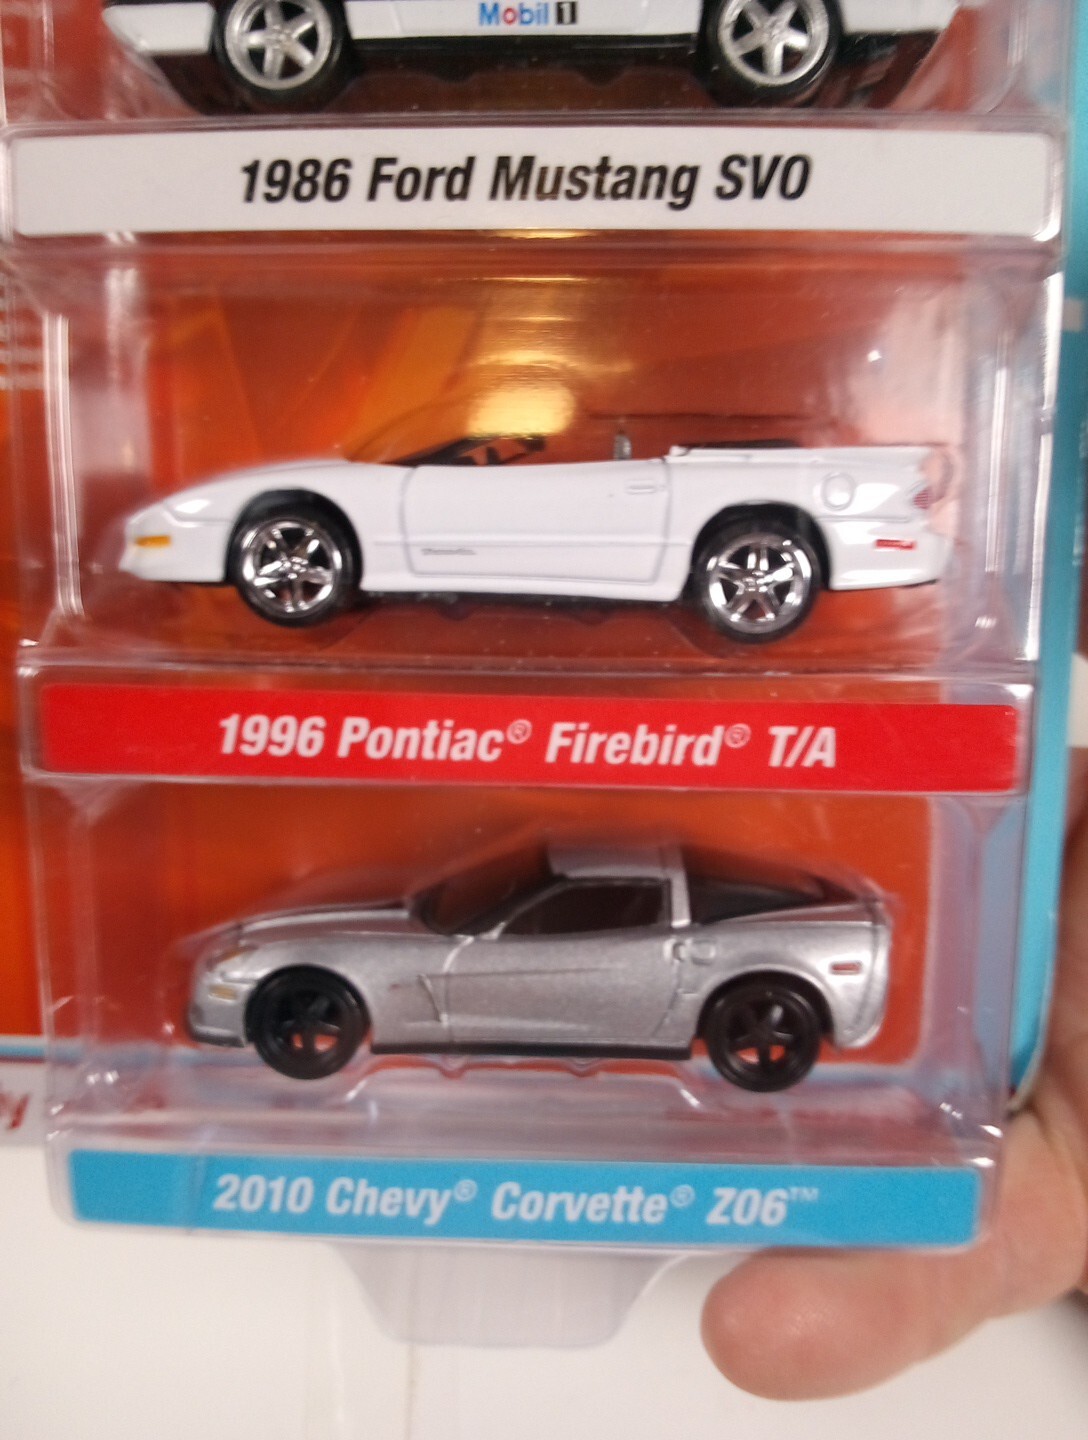 Mobil 1
1986 Ford Mustang SVO
1996 Pontiac® Firebird® T/A
2010 Chevy® Corvette® Z06™